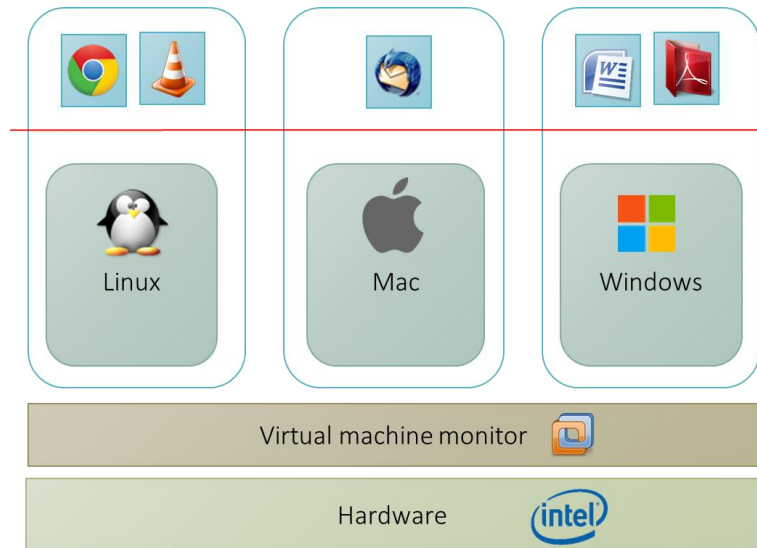 W
Linux
Mac
Windows
Virtual machine monitor
Hardware
intel